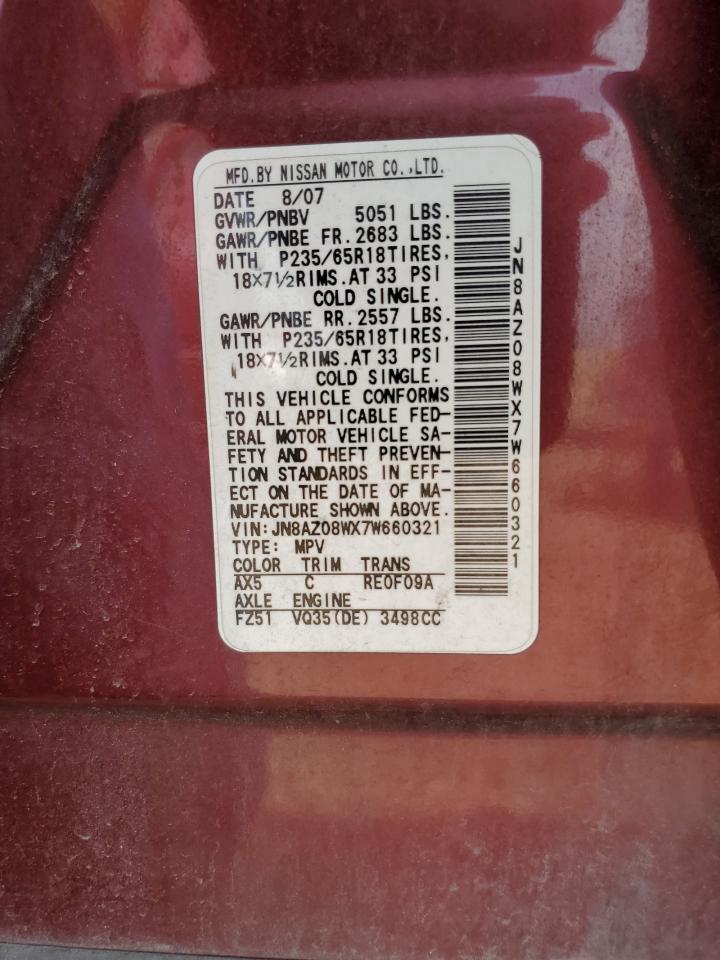 MFD.BY NISSAN MOTOR CO.,LTD.
DATE 8/07
GVWR/PNBV 5051 LBS.
GAWR/PNBE FR.2683 LBS.
WITH P235/65R18TIRES,
18X7½RIMS.AT 33 PSI
COLD SINGLE.
GAWR/PNBE RR.2557 LBS.
WITH P235/65R18TIRES,
18X7½RIMS.AT 33 PSI
COLD SINGLE.
THIS VEHICLE CONFORMS
TO ALL APPLICABLE FED-
ERAL MOTOR VEHICLE SA-
FETY AND THEFT PREVEN-
TION STANDARDS IN EFF-
ECT ON THE DATE OF MA-
NUFACTURE SHOWN ABOVE.
VIN:JN8AZ08WX7W660321
TYPE: MPV
COLOR TRIM TRANS
AX5 C RE0F09A
AXLE ENGINE
FZ51 VQ35(DE) 3498CC
JN8AZ08WX7W660321